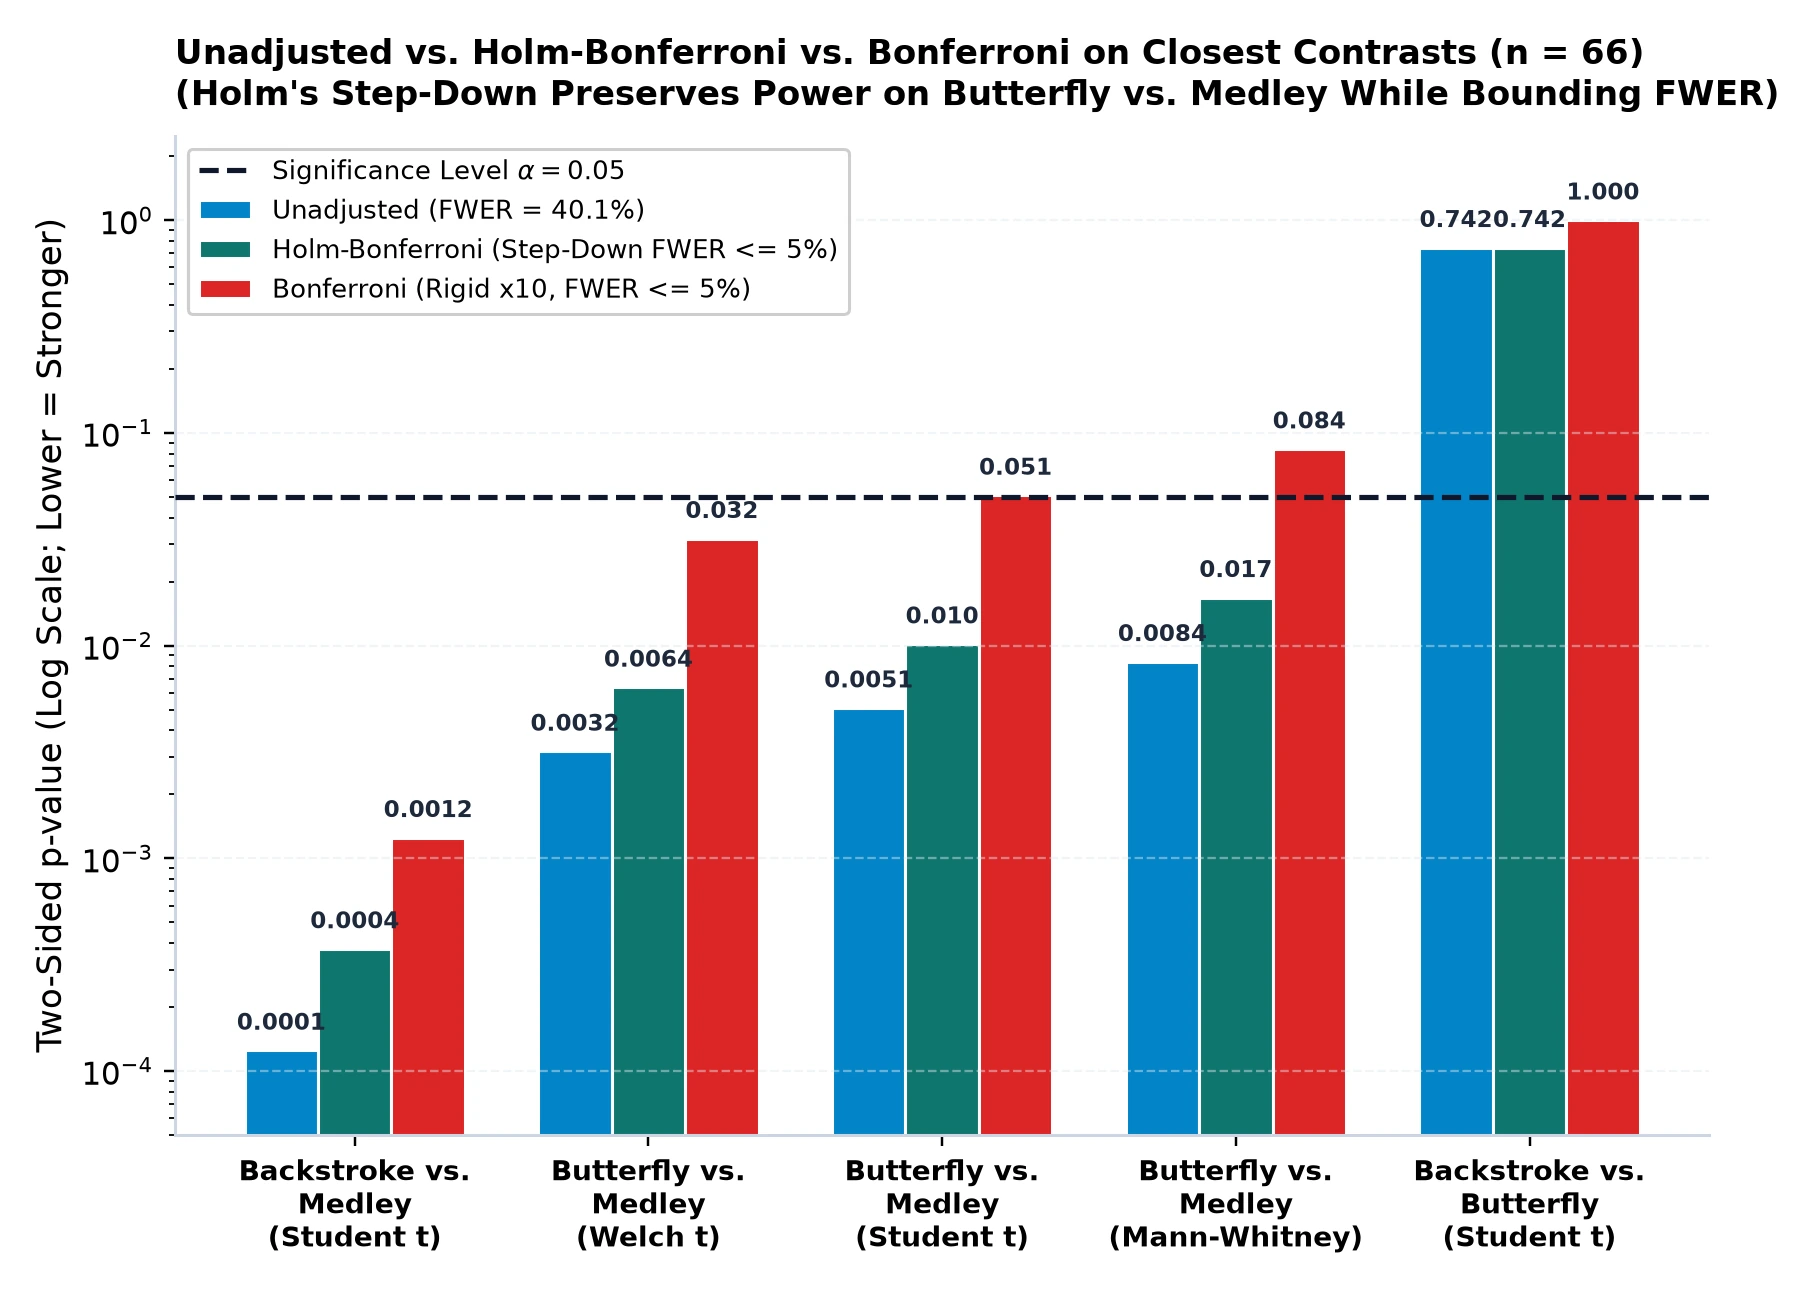 Unadjusted vs. Holm-Bonferroni vs. Bonferroni on Closest Contrasts (n = 66)
(Holm's Step-Down Preserves Power on Butterfly vs. Medley While Bounding FWER)
Significance Level α = 0.05
Unadjusted (FWER = 40.1%)
Holm-Bonferroni (Step-Down FWER <= 5%)
Bonferroni (Rigid x10, FWER <= 5%)
Two-Sided p-value (Log Scale; Lower = Stronger)
10⁰
10⁻¹
10⁻²
10⁻³
10⁻⁴
0.0001
0.0004
0.0012
0.0032
0.0064
0.032
0.0051
0.010
0.051
0.0084
0.017
0.084
0.742
0.742
1.000
Backstroke vs.
Medley
(Student t)
Butterfly vs.
Medley
(Welch t)
Butterfly vs.
Medley
(Student t)
Butterfly vs.
Medley
(Mann-Whitney)
Backstroke vs.
Butterfly
(Student t)